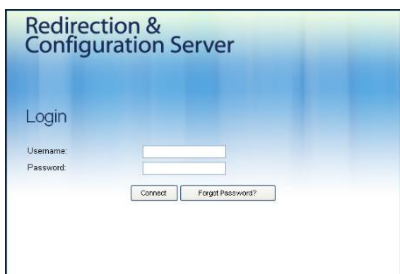 Redirection &
Configuration Server
Login
Username:
Password:
Connect Forgot Password?